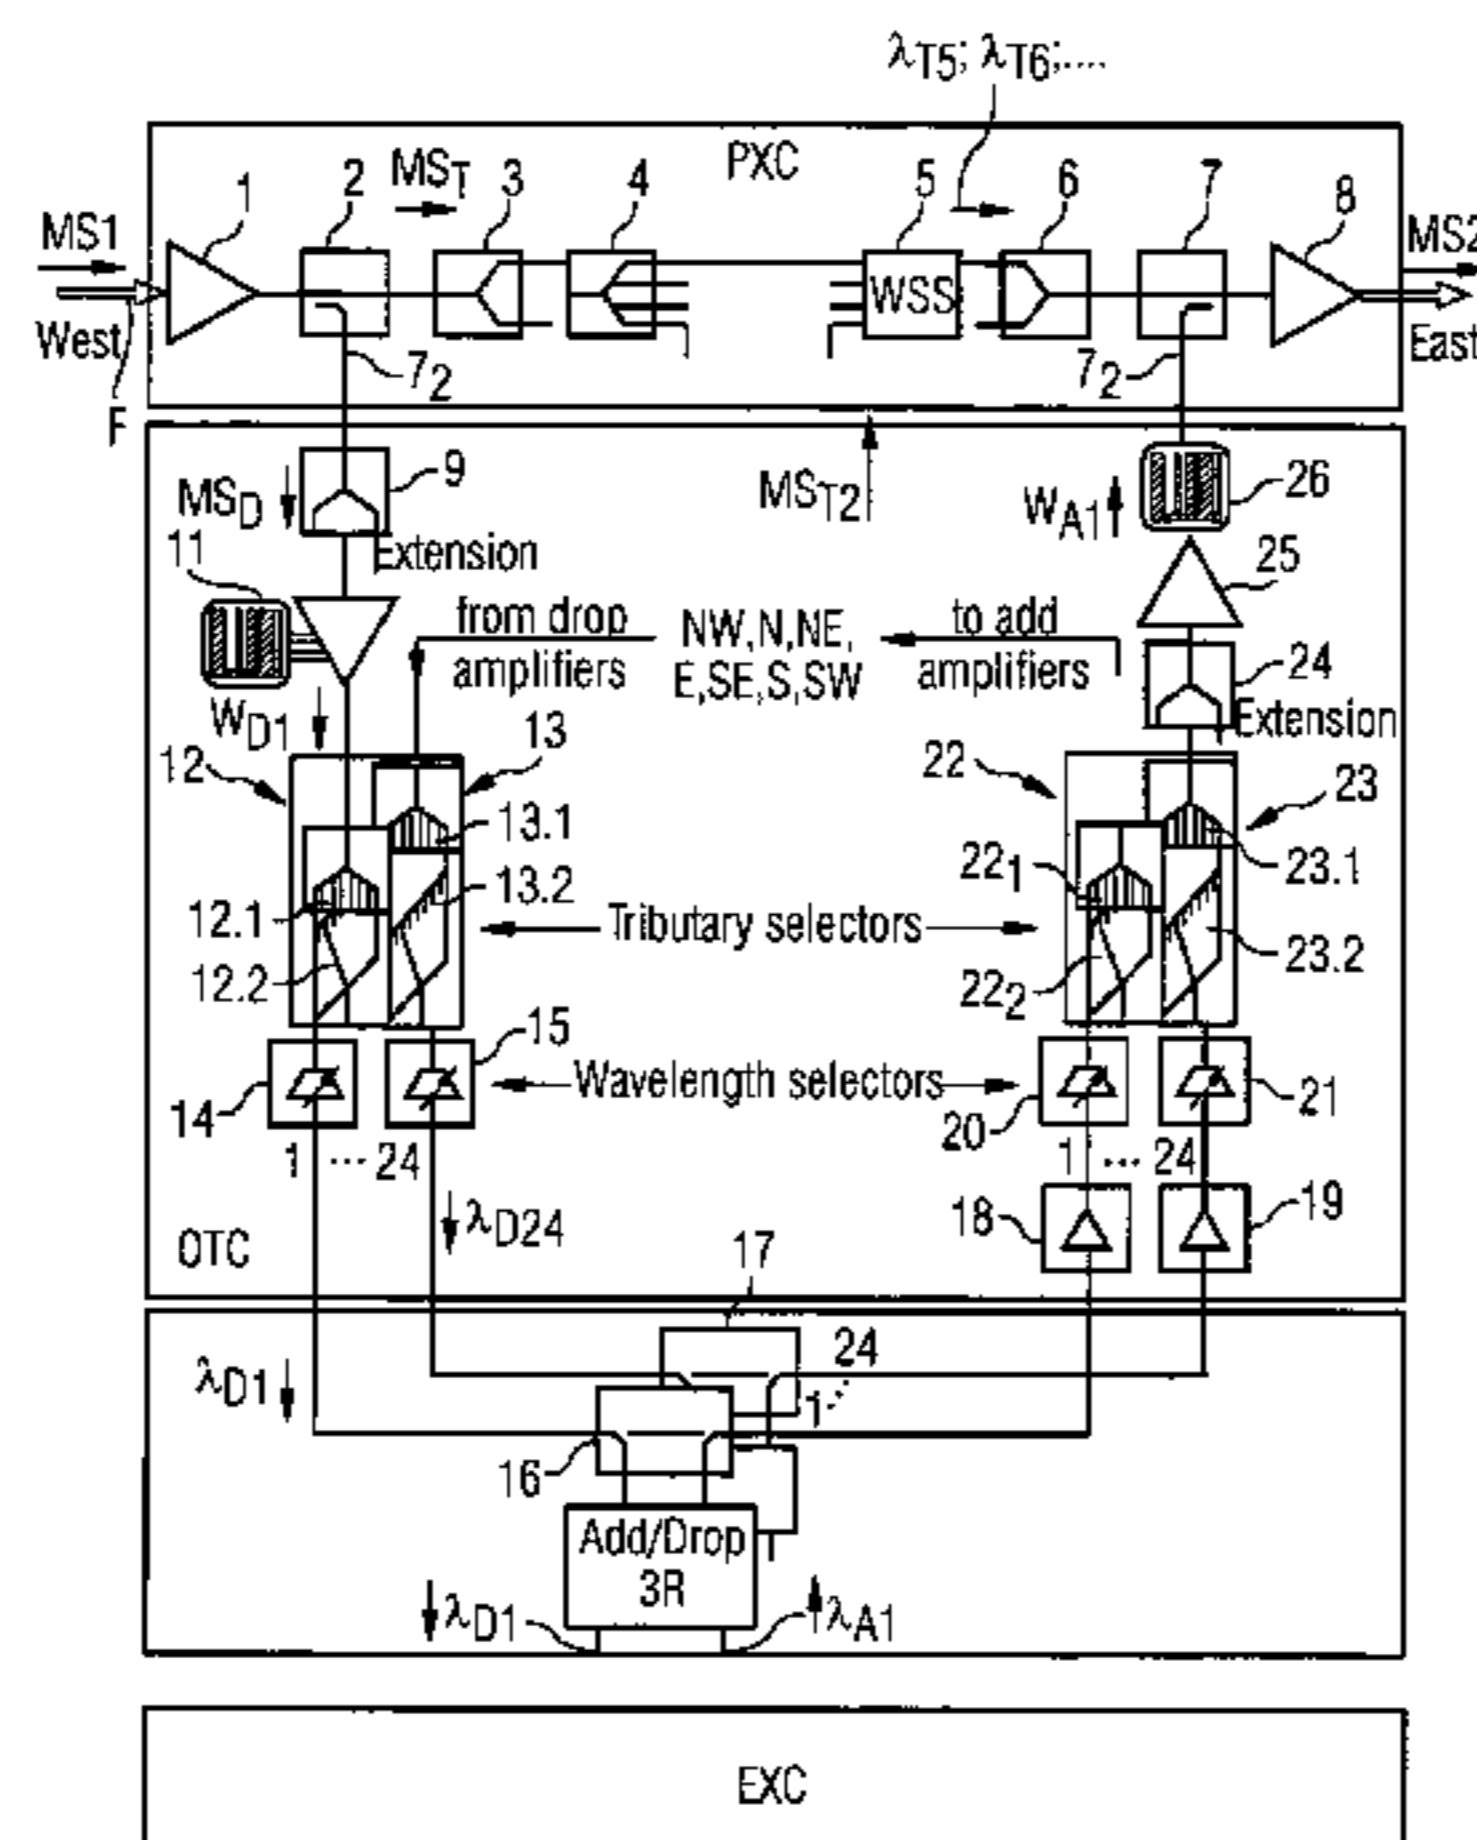 λT5; λT6;....
PXC
MS1
1
2
MST
3
4
5
6
7
8
MS2
WSS
West
East
F
72
72
MSD
9
Extension
MST2
WA1
26
11
25
from drop amplifiers
NW,N,NE,
E,SE,S,SW
to add amplifiers
24
Extension
WD1
12
13
13.1
13.2
12.1
12.2
22
23
221
23.1
222
23.2
Tributary selectors
15
14
Wavelength selectors
20
21
1 ... 24
1 ... 24
λD24
18
19
OTC
17
24
1
λD1
16
Add/Drop
3R
λD1
λA1
EXC